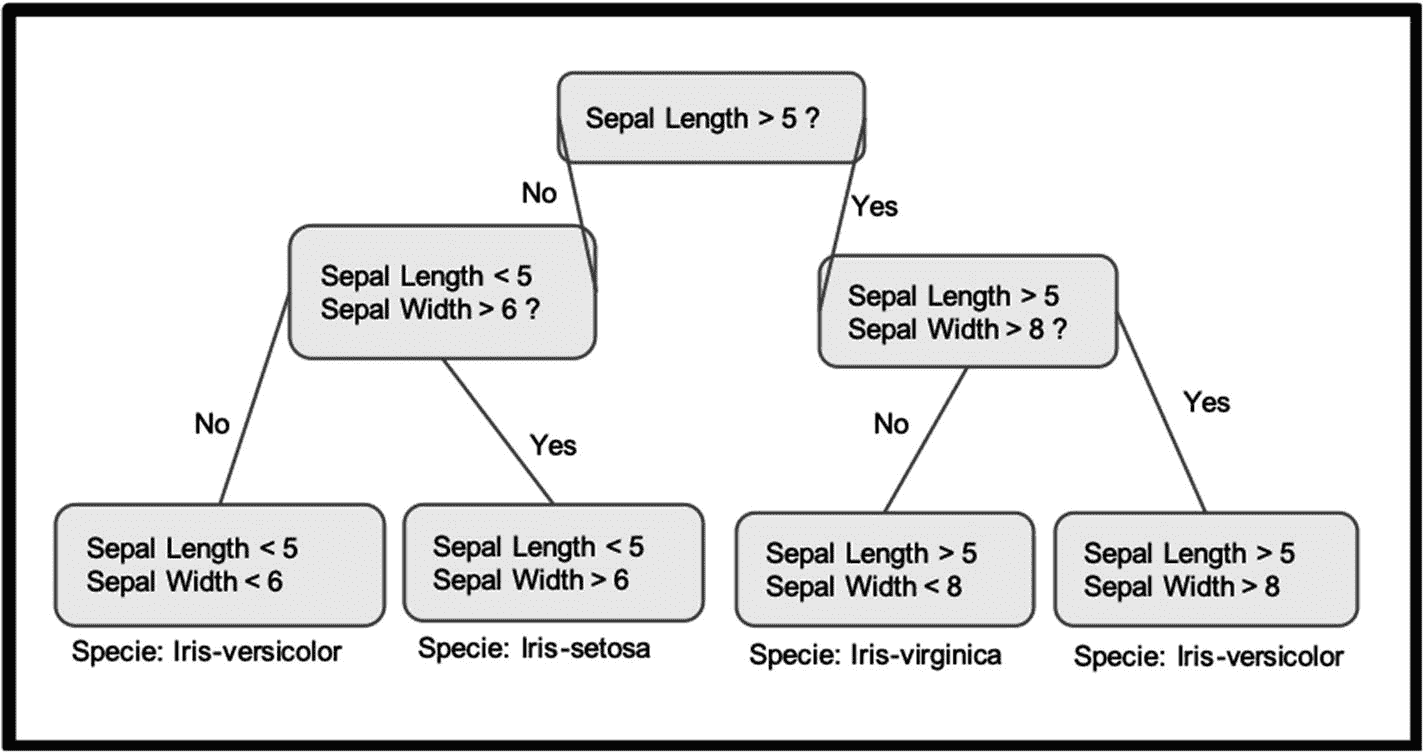 Sepal Length > 5 ?
No
Yes
Sepal Length < 5
Sepal Width > 6 ?
Sepal Length > 5
Sepal Width > 8 ?
No
Yes
No
Yes
Sepal Length < 5
Sepal Width < 6
Specie: Iris-versicolor
Sepal Length < 5
Sepal Width > 6
Specie: Iris-setosa
Sepal Length > 5
Sepal Width < 8
Specie: Iris-virginica
Sepal Length > 5
Sepal Width > 8
Specie: Iris-versicolor